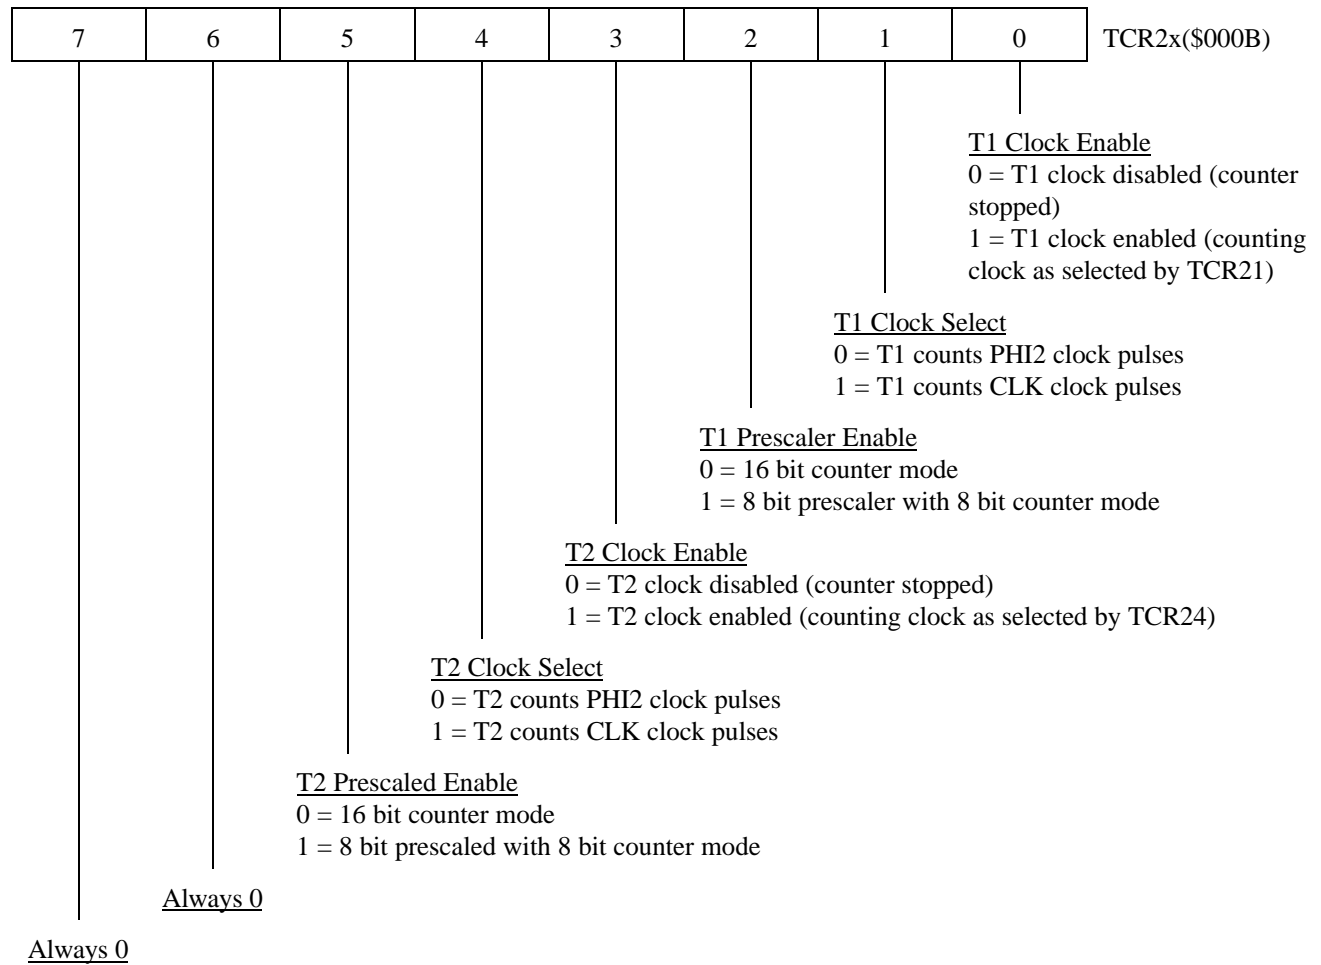 7 6 5 4 3 2 1 0 TCR2x($000B)
T1 Clock Enable
0 = T1 clock disabled (counter
stopped)
1 = T1 clock enabled (counting
clock as selected by TCR21)
T1 Clock Select
0 = T1 counts PHI2 clock pulses
1 = T1 counts CLK clock pulses
T1 Prescaler Enable
0 = 16 bit counter mode
1 = 8 bit prescaler with 8 bit counter mode
T2 Clock Enable
0 = T2 clock disabled (counter stopped)
1 = T2 clock enabled (counting clock as selected by TCR24)
T2 Clock Select
0 = T2 counts PHI2 clock pulses
1 = T2 counts CLK clock pulses
T2 Prescaled Enable
0 = 16 bit counter mode
1 = 8 bit prescaled with 8 bit counter mode
Always 0
Always 0